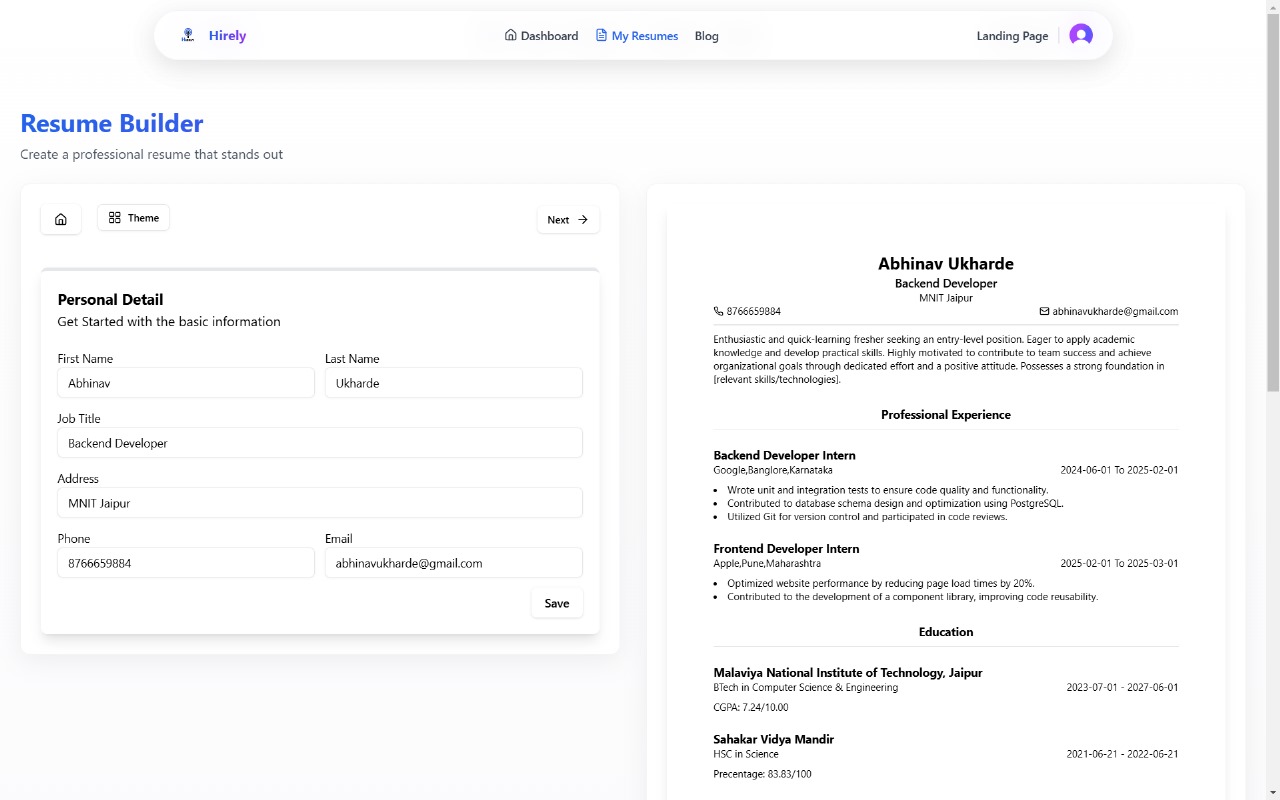 Hirely
Dashboard
My Resumes
Blog
Landing Page
Resume Builder
Create a professional resume that stands out
Theme
Next
Personal Detail
Get Started with the basic information
First Name
Last Name
Abhinav
Ukharde
Job Title
Backend Developer
Address
MNIT Jaipur
Phone
Email
8766659884
abhinavukharde@gmail.com
Save
Abhinav Ukharde
Backend Developer
MNIT Jaipur
8766659884
abhinavukharde@gmail.com
Enthusiastic and quick-learning fresher seeking an entry-level position. Eager to apply academic
knowledge and develop practical skills. Highly motivated to contribute to team success and achieve
organizational goals through dedicated effort and a positive attitude. Possesses a strong foundation in
[relevant skills/technologies].
Professional Experience
Backend Developer Intern
Google,Banglore,Karnataka
2024-06-01 To 2025-02-01
• Wrote unit and integration tests to ensure code quality and functionality.
• Contributed to database schema design and optimization using PostgreSQL.
• Utilized Git for version control and participated in code reviews.
Frontend Developer Intern
Apple,Pune,Maharashtra
2025-02-01 To 2025-03-01
• Optimized website performance by reducing page load times by 20%.
• Contributed to the development of a component library, improving code reusability.
Education
Malaviya National Institute of Technology, Jaipur
BTech in Computer Science & Engineering
2023-07-01 - 2027-06-01
CGPA: 7.24/10.00
Sahakar Vidya Mandir
HSC in Science
2021-06-21 - 2022-06-21
Precentage: 83.83/100